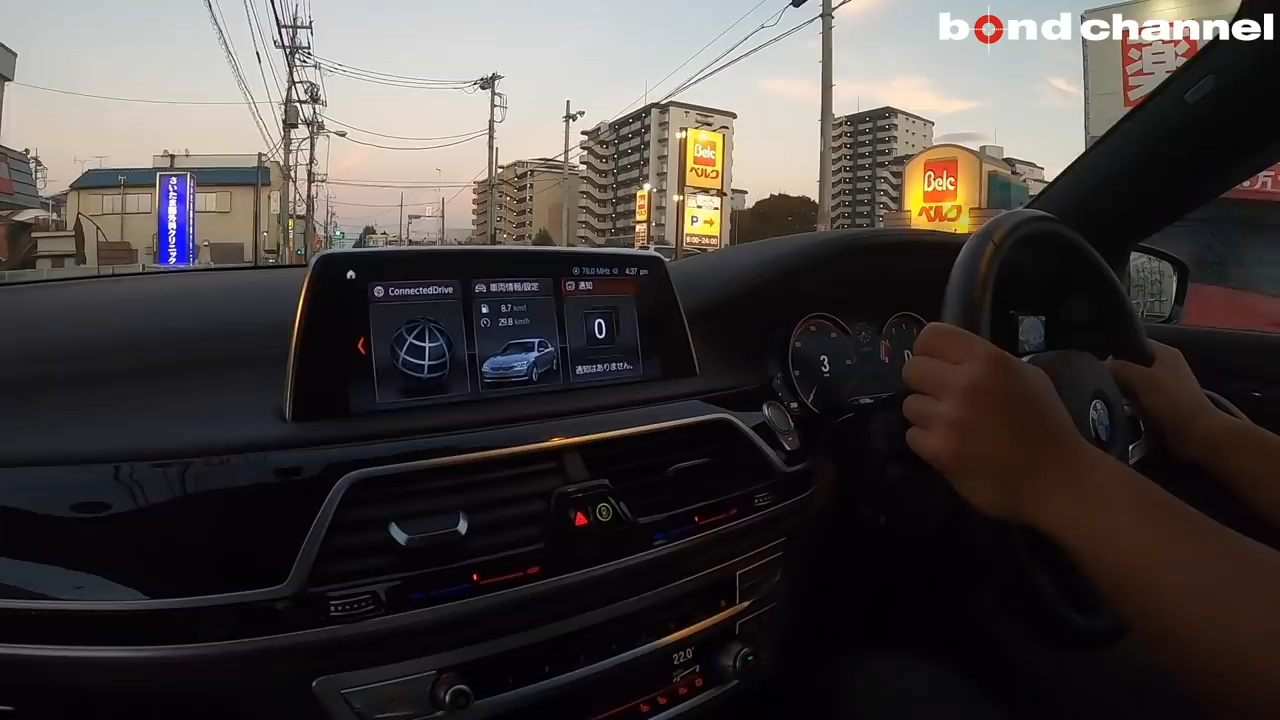 bond channel
楽
Belc
ベルク
P →
9:00-24:00
Belc
ベルク
76.0 MHz 4:37 pm
ConnectedDrive
車両情報/設定
8.7 km/l
29.8 km/h
通知
0
通知はありません。
3
22.0°